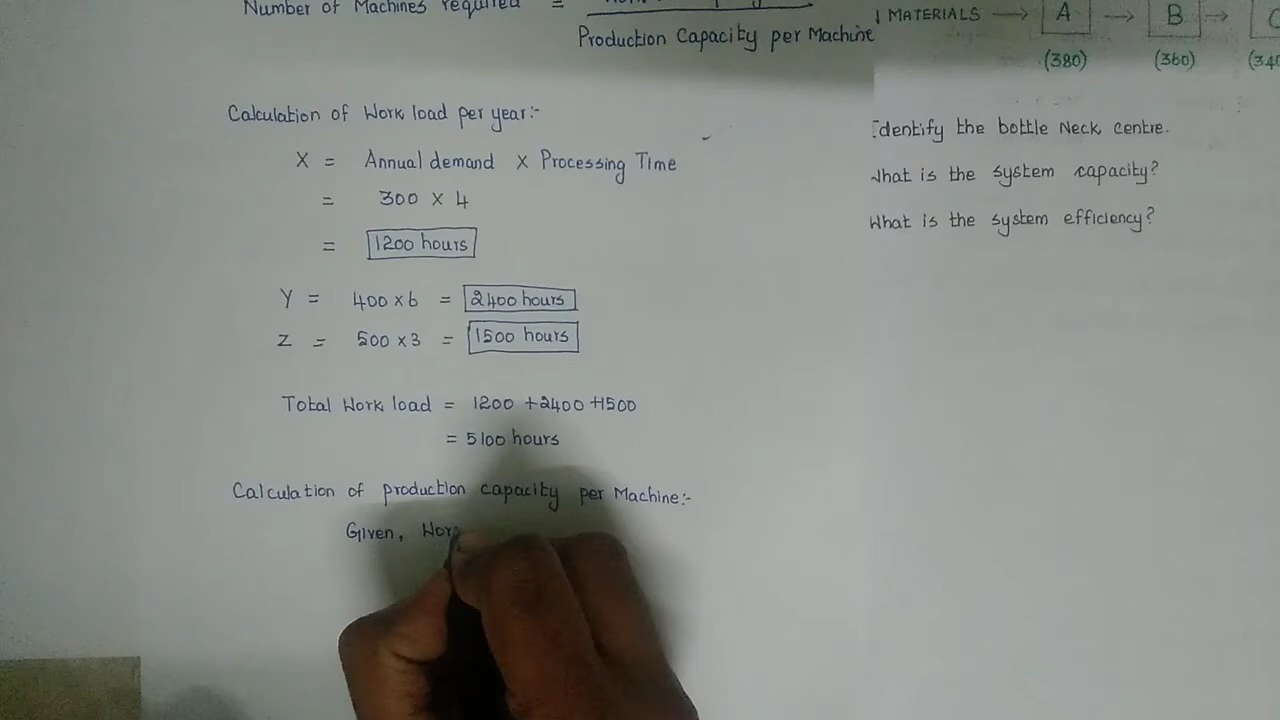 Number of Machines required =
Production Capacity per Machine
Calculation of Work load per year:-
X = Annual demand X Processing Time
= 300 X 4
= 1200 hours
Y = 400 x 6 = 2400 hours
Z = 500 x 3 = 1500 hours
Total Work load = 1200 + 2400 + 1500
= 5100 hours
Calculation of production capacity per Machine:-
Given,
MATERIALS → A → B → C
(380) (360) (340
Identify the bottle Neck centre.
What is the system capacity?
What is the system efficiency?